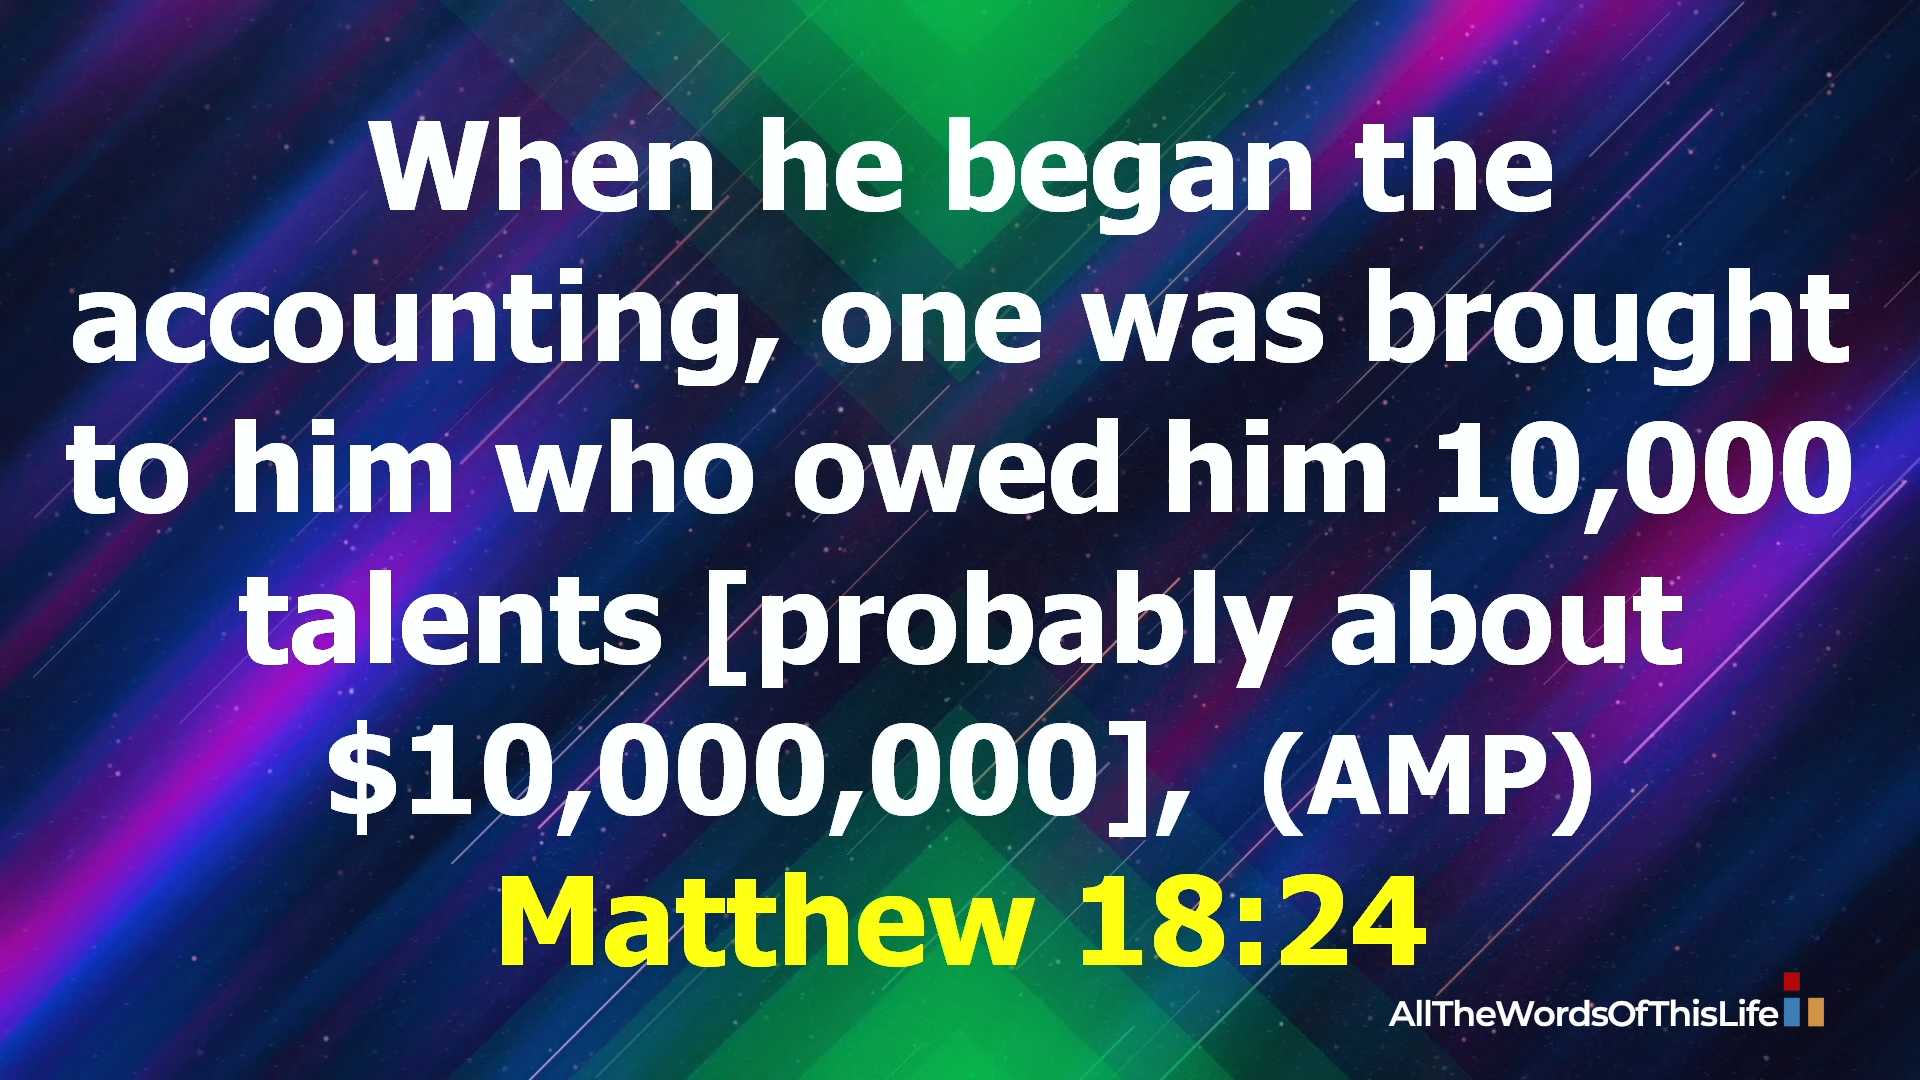 When he began the
accounting, one was brought
to him who owed him 10,000
talents [probably about
$10,000,000], (AMP)
Matthew 18:24
AllTheWordsOfThisLife